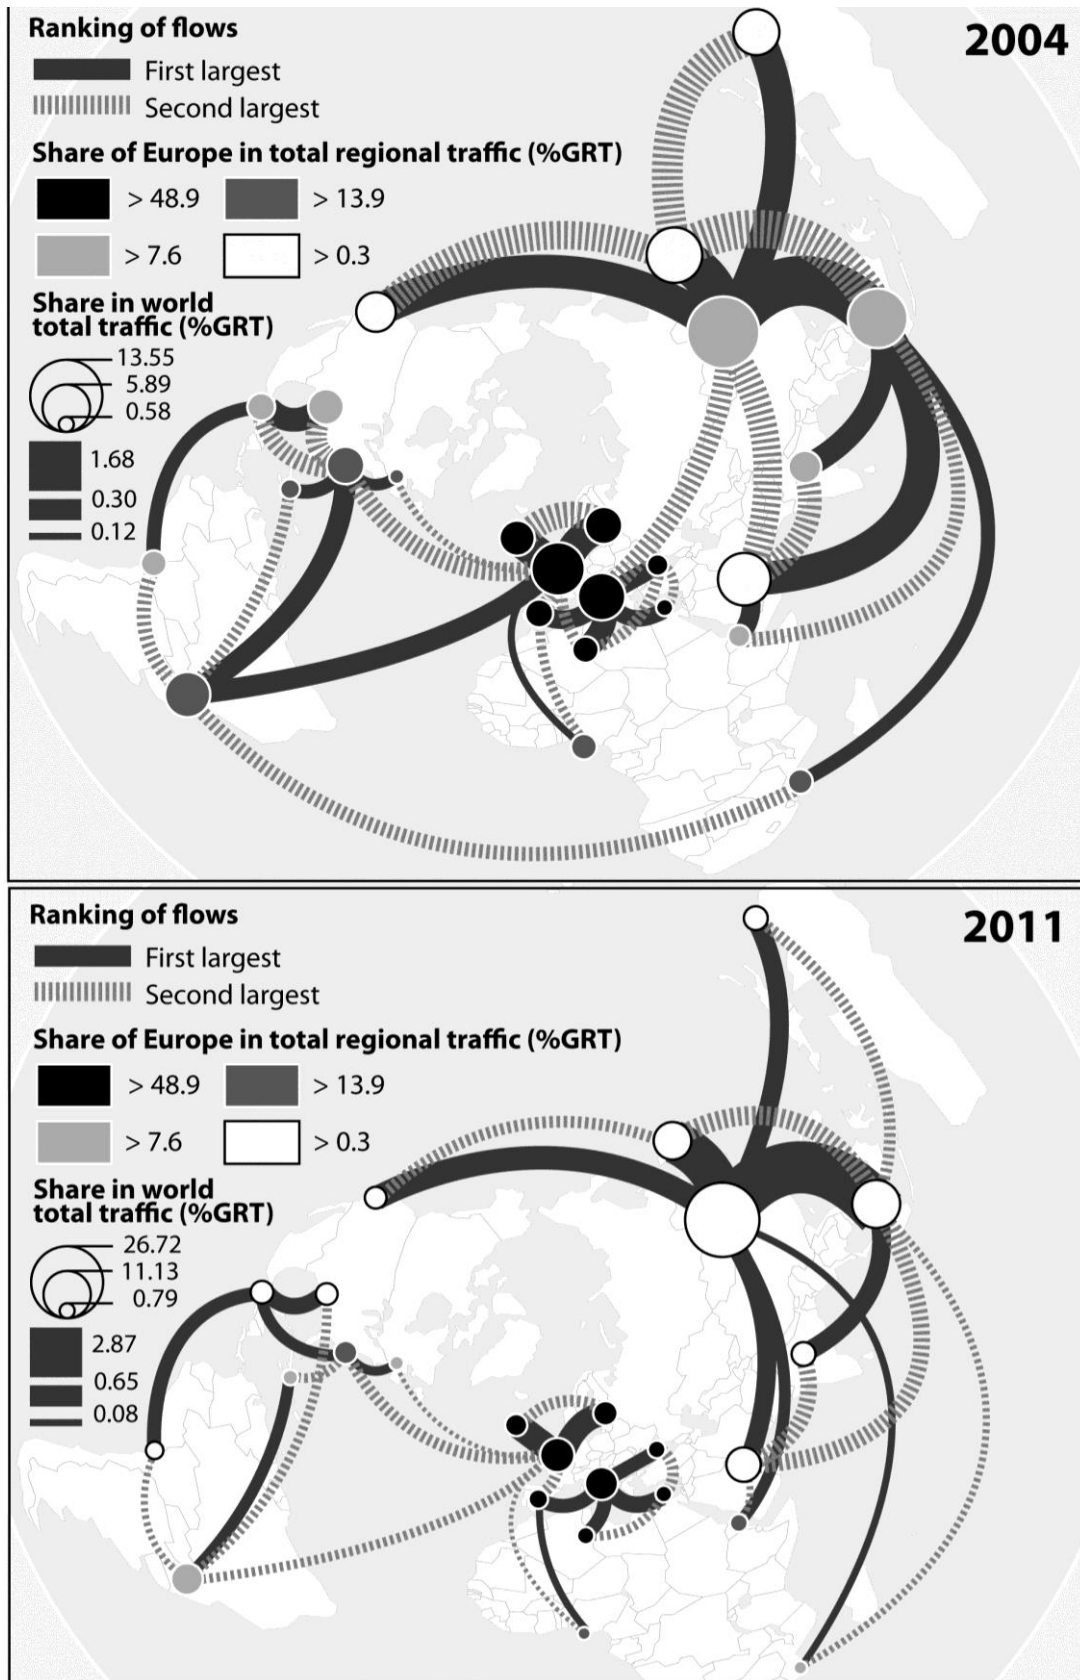 Ranking of flows
2004
First largest
Second largest
Share of Europe in total regional traffic (%GRT)
> 48.9
> 13.9
> 7.6
> 0.3
Share in world
total traffic (%GRT)
13.55
5.89
0.58
1.68
0.30
0.12
Ranking of flows
2011
First largest
Second largest
Share of Europe in total regional traffic (%GRT)
> 48.9
> 13.9
> 7.6
> 0.3
Share in world
total traffic (%GRT)
26.72
11.13
0.79
2.87
0.65
0.08